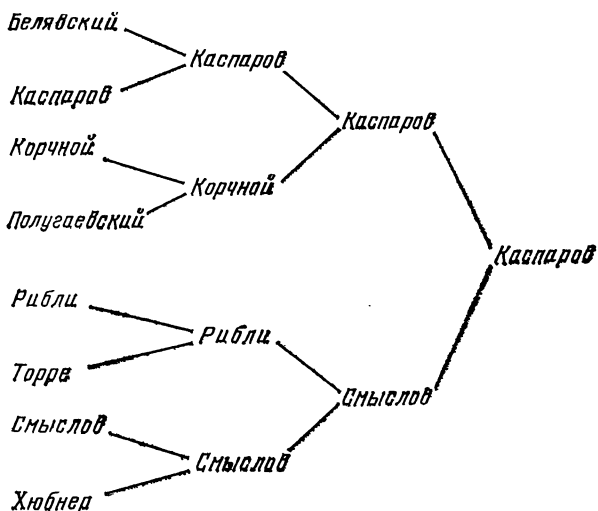 Белявский
Каспаров
Каспаров
Каспаров
Корчной
Корчной
Полугаевский
Каспаров
Рибли
Рибли
Торре
Смыслов
Смыслов
Смыслов
Хюбнер